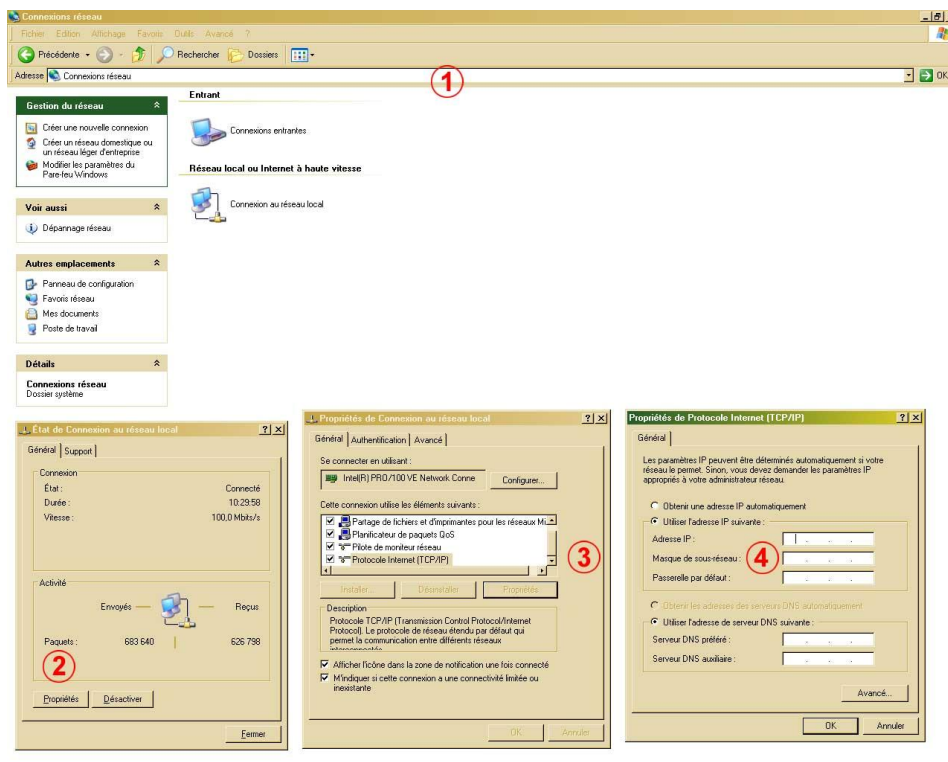 Connexions réseau
Fichier Edition Affichage Favoris Outils Avancé ?
Précédente Rechercher Dossiers
Adresse Connexions réseau OK
1
Gestion du réseau
Créer une nouvelle connexion
Créer un réseau domestique ou
un réseau léger d'entreprise
Modifier les paramètres du
Pare-feu Windows
Voir aussi
Dépannage réseau
Autres emplacements
Panneau de configuration
Favoris réseau
Mes documents
Poste de travail
Détails
Connexions réseau
Dossier système
Entrant
Connexions entrantes
Réseau local ou Internet à haute vitesse
Connexion au réseau local
État de Connexion au réseau local
Général Support
Connexion
État : Connecté
Durée : 10:29:58
Vitesse : 100,0 Mbits/s
Activité
Envoyés Reçus
Paquets : 683 640 626 798
2
Propriétés Désactiver
Fermer
Propriétés de Connexion au réseau local
Général Authentification Avancé
Se connecter en utilisant :
Intel(R) PRO/100 VE Network Conne Configurer...
Cette connexion utilise les éléments suivants :
Partage de fichiers et d'imprimantes pour les réseaux Mi
Planificateur de paquets QoS
Pilote de moniteur réseau
Protocole Internet (TCP/IP)
3
Installer... Désinstaller Propriétés
Description
Protocole TCP/IP (Transmission Control Protocol/Internet
Protocol). Le protocole de réseau étendu par défaut qui
permet la communication entre différents réseaux
Afficher l'icône dans la zone de notification une fois connecté
M'indiquer si cette connexion a une connectivité limitée ou
inexistante
OK Annuler
Propriétés de Protocole Internet (TCP/IP)
Général
Les paramètres IP peuvent être déterminés automatiquement si votre
réseau le permet. Sinon, vous devez demander les paramètres IP
appropriés à votre administrateur réseau.
Obtenir une adresse IP automatiquement
Utiliser l'adresse IP suivante :
Adresse IP :
Masque de sous-réseau :
4
Passerelle par défaut :
Obtenir les adresses des serveurs DNS automatiquement
Utiliser l'adresse de serveur DNS suivante :
Serveur DNS préféré :
Serveur DNS auxiliaire :
Avancé...
OK Annuler